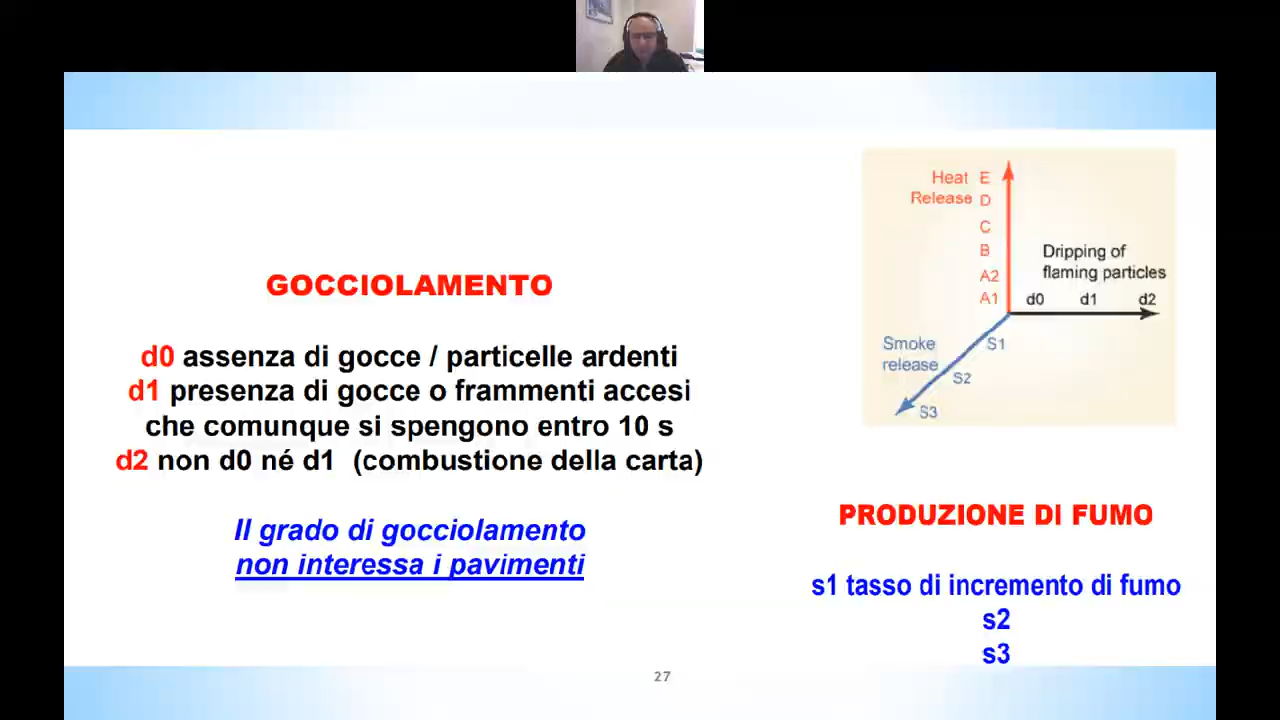 GOCCIOLAMENTO
d0 assenza di gocce / particelle ardenti
d1 presenza di gocce o frammenti accesi
che comunque si spengono entro 10 s
d2 non d0 né d1 (combustione della carta)
Il grado di gocciolamento
non interessa i pavimenti
Heat E
Release D
C
B
A2
A1
Dripping of
flaming particles
d0 d1 d2
Smoke
release
S1
S2
S3
PRODUZIONE DI FUMO
s1 tasso di incremento di fumo
s2
s3
27